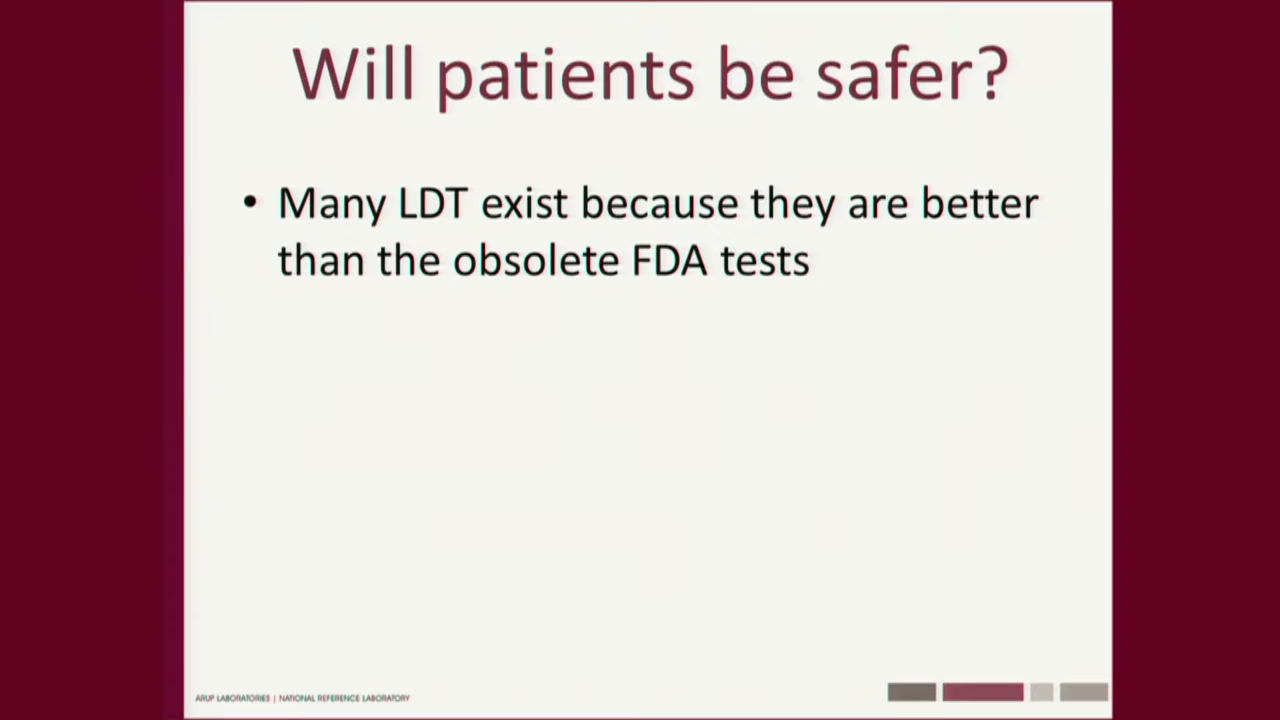 Will patients be safer?
• Many LDT exist because they are better
than the obsolete FDA tests
ARUP LABORATORIES | NATIONAL REFERENCE LABORATORY